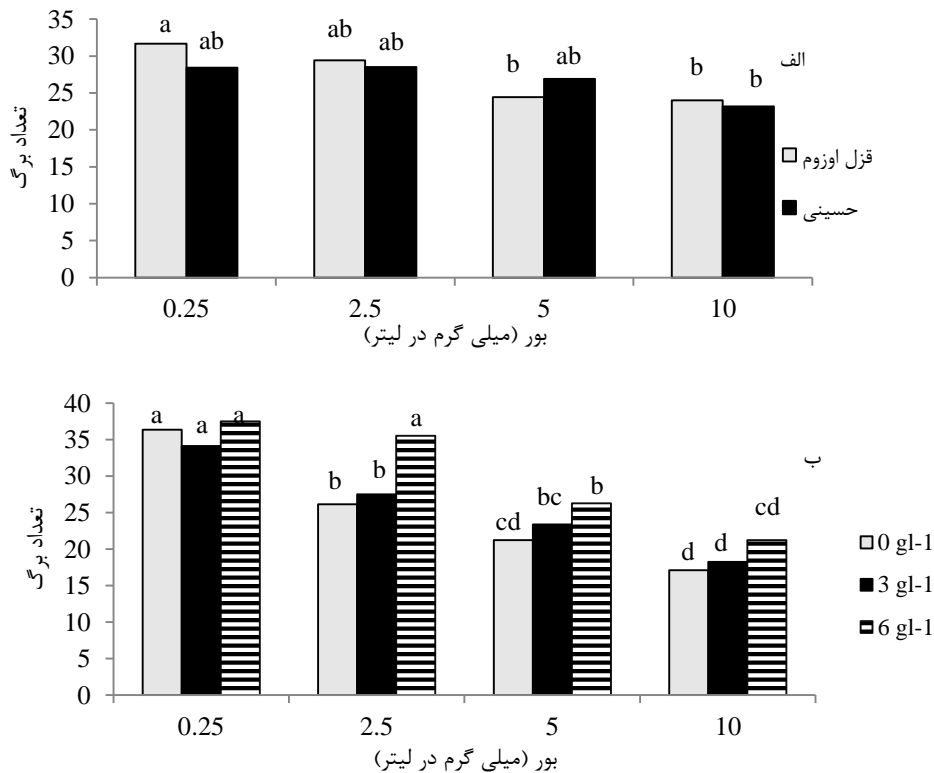 35
30
25
20
15
10
5
0
تعداد برگ
a ab ab ab b ab b b
0.25 2.5 5 10
بور (میلی گرم در لیتر)
الف
قزل اوزوم
حسینی
40
35
30
25
20
15
10
5
0
تعداد برگ
a a a b b a cd bc b d d cd
0.25 2.5 5 10
بور (میلی گرم در لیتر)
ب
0 gl-1
3 gl-1
6 gl-1